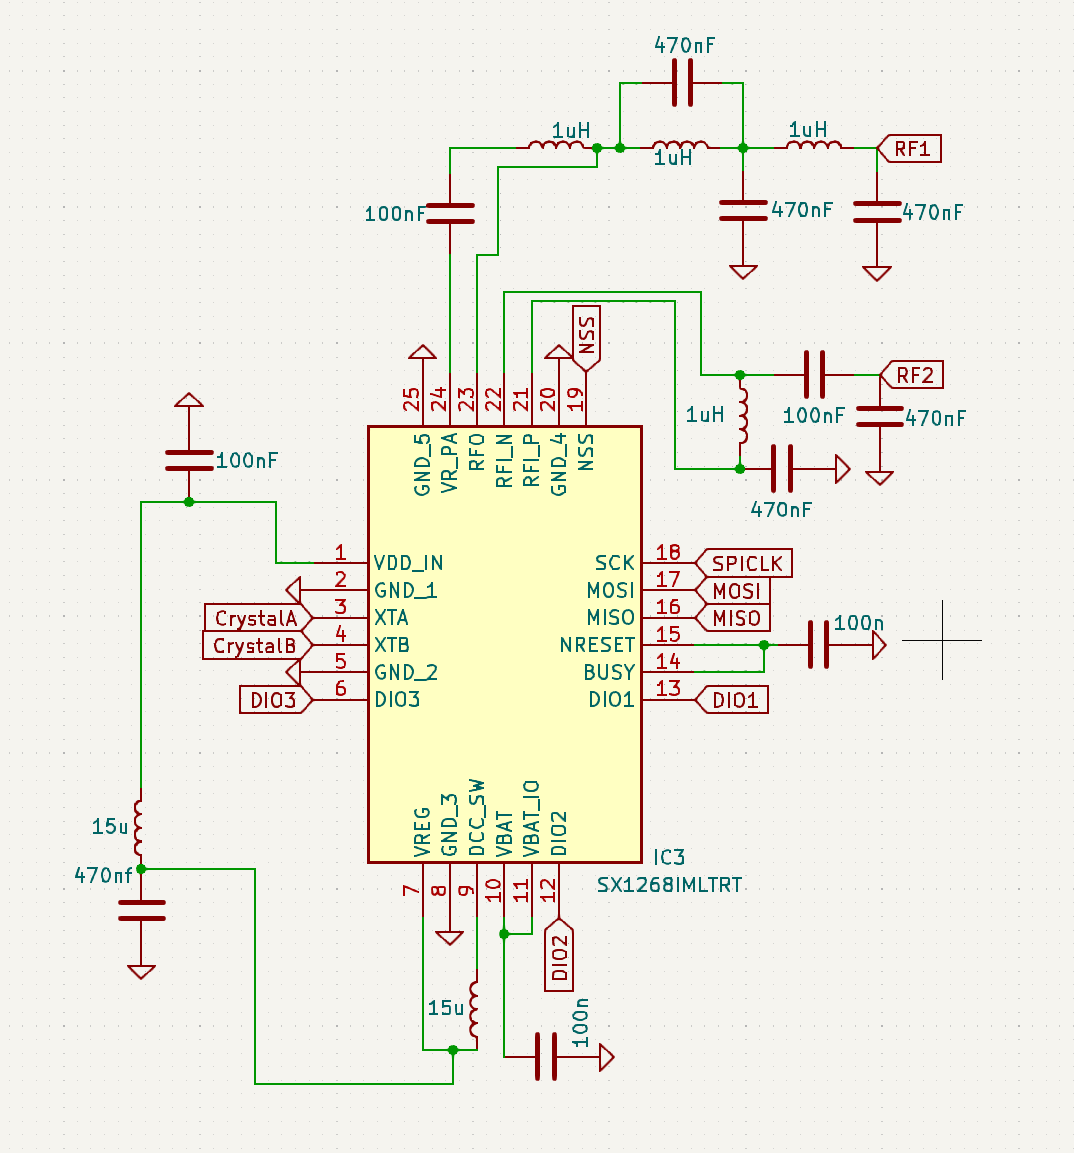 470nF
1uH
1uH
1uH
RF1
100nF
470nF
470nF
NSS
25
24
23
22
21
20
19
RF2
1uH
100nF
470nF
GND_5
VR_PA
RFO
RFI_N
RFI_P
GND_4
NSS
100nF
470nF
1
VDD_IN
SCK
18
SPICLK
2
GND_1
MOSI
17
MOSI
CrystalA
3
XTA
MISO
16
MISO
100n
CrystalB
4
XTB
NRESET
15
5
GND_2
BUSY
14
DIO3
6
DIO3
DIO1
13
DIO1
15u
470nf
VREG
GND_3
DCC_SW
VBAT
VBAT_IO
DIO2
IC3
SX1268IMLTRT
7
8
9
10
11
12
DIO2
15u
100n